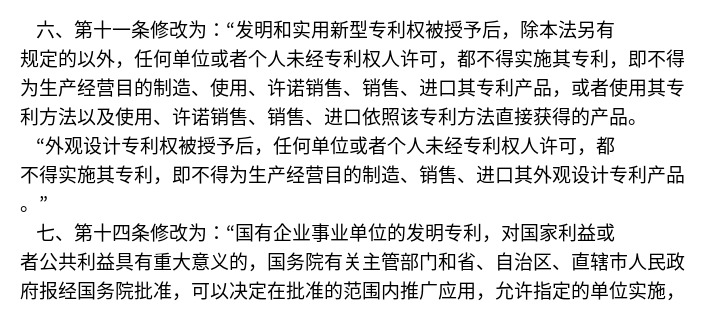 六、第十一条修改为：“发明和实用新型专利权被授予后，除本法另有
规定的以外，任何单位或者个人未经专利权人许可，都不得实施其专利，即不得
为生产经营目的制造、使用、许诺销售、销售、进口其专利产品，或者使用其专
利方法以及使用、许诺销售、销售、进口依照该专利方法直接获得的产品。
“外观设计专利权被授予后，任何单位或者个人未经专利权人许可，都
不得实施其专利，即不得为生产经营目的制造、销售、进口其外观设计专利产品
。”
七、第十四条修改为：“国有企业事业单位的发明专利，对国家利益或
者公共利益具有重大意义的，国务院有关主管部门和省、自治区、直辖市人民政
府报经国务院批准，可以决定在批准的范围内推广应用，允许指定的单位实施，